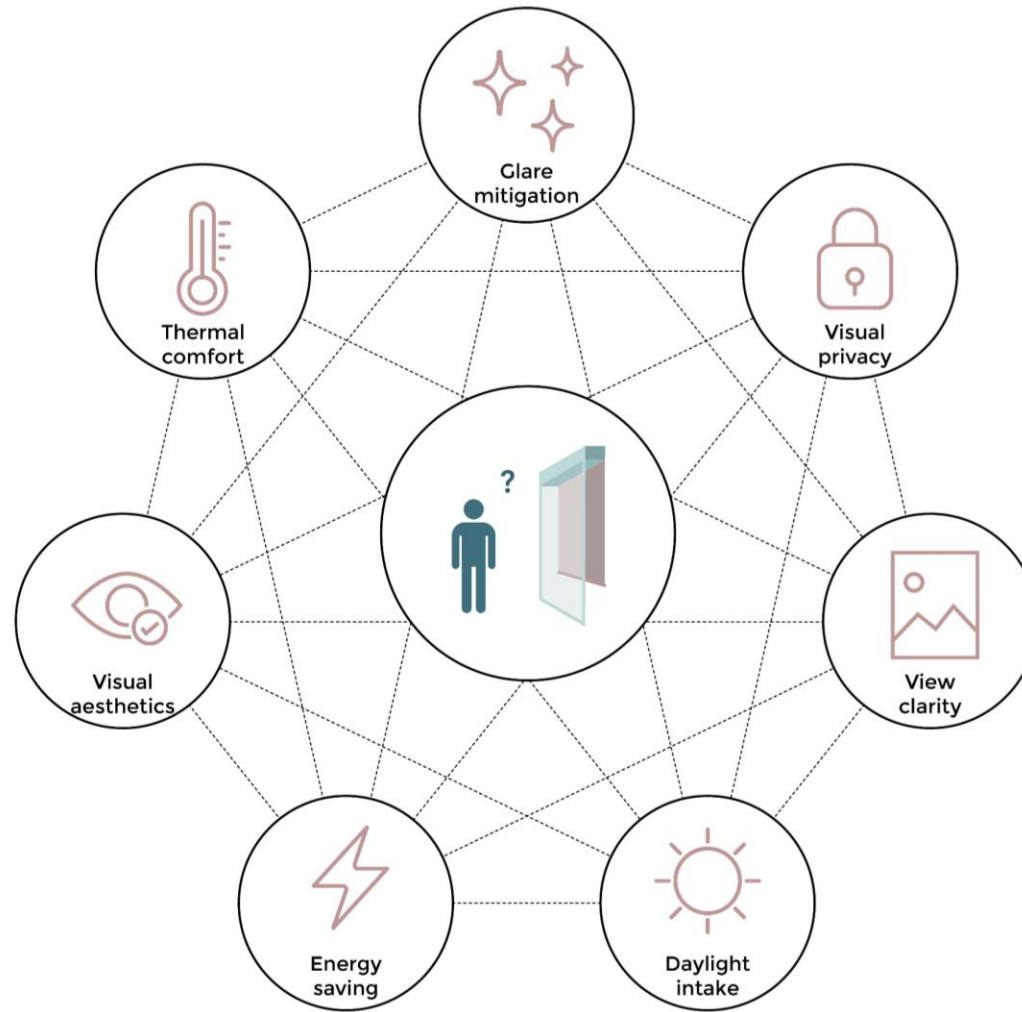 Glare
mitigation
Thermal
comfort
Visual
privacy
?
Visual
aesthetics
View
clarity
Energy
saving
Daylight
intake